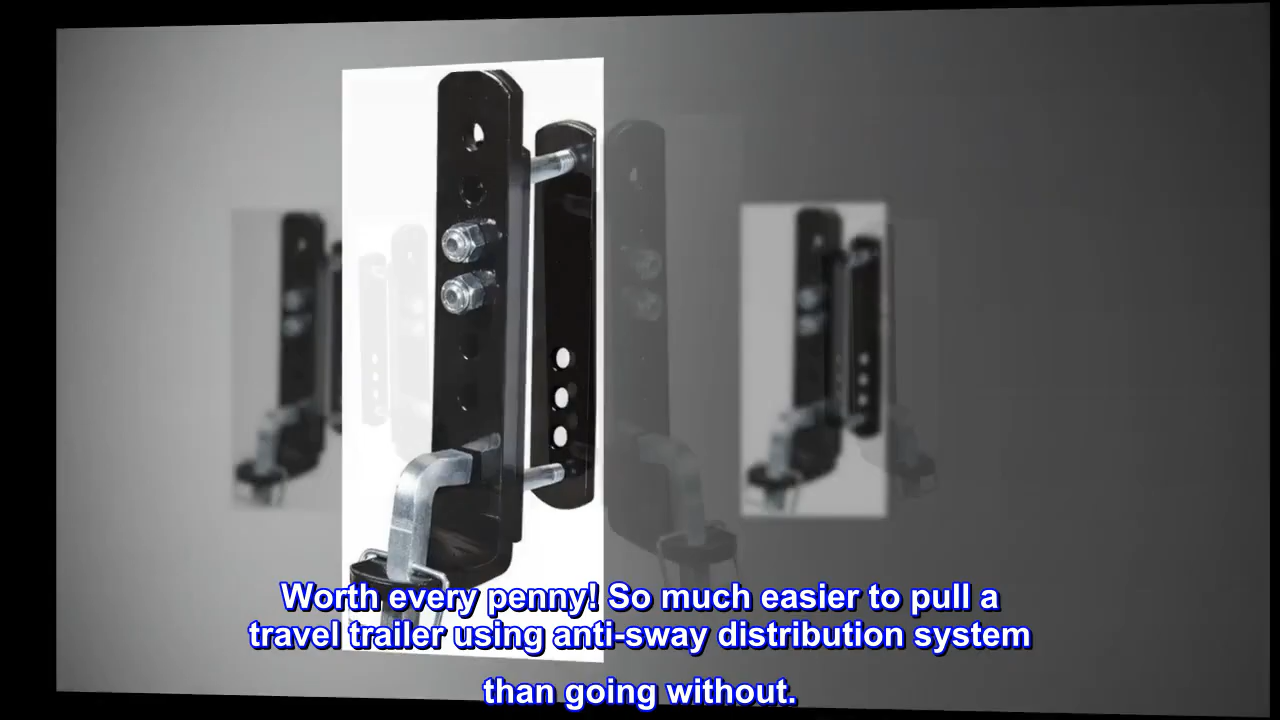 Worth every penny! So much easier to pull a
travel trailer using anti-sway distribution system
than going without.